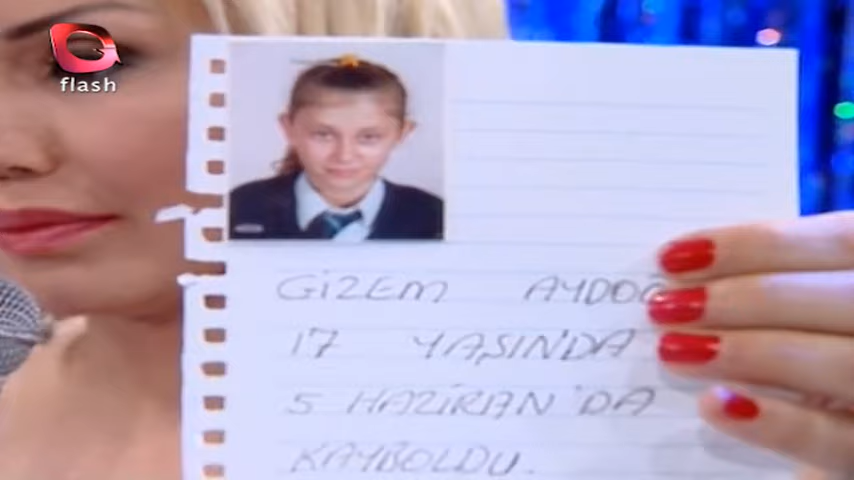 flash
GİZEM AYDOĞ
17 YAŞINDA
5 HAZİRAN'DA
KAYBOLDU.